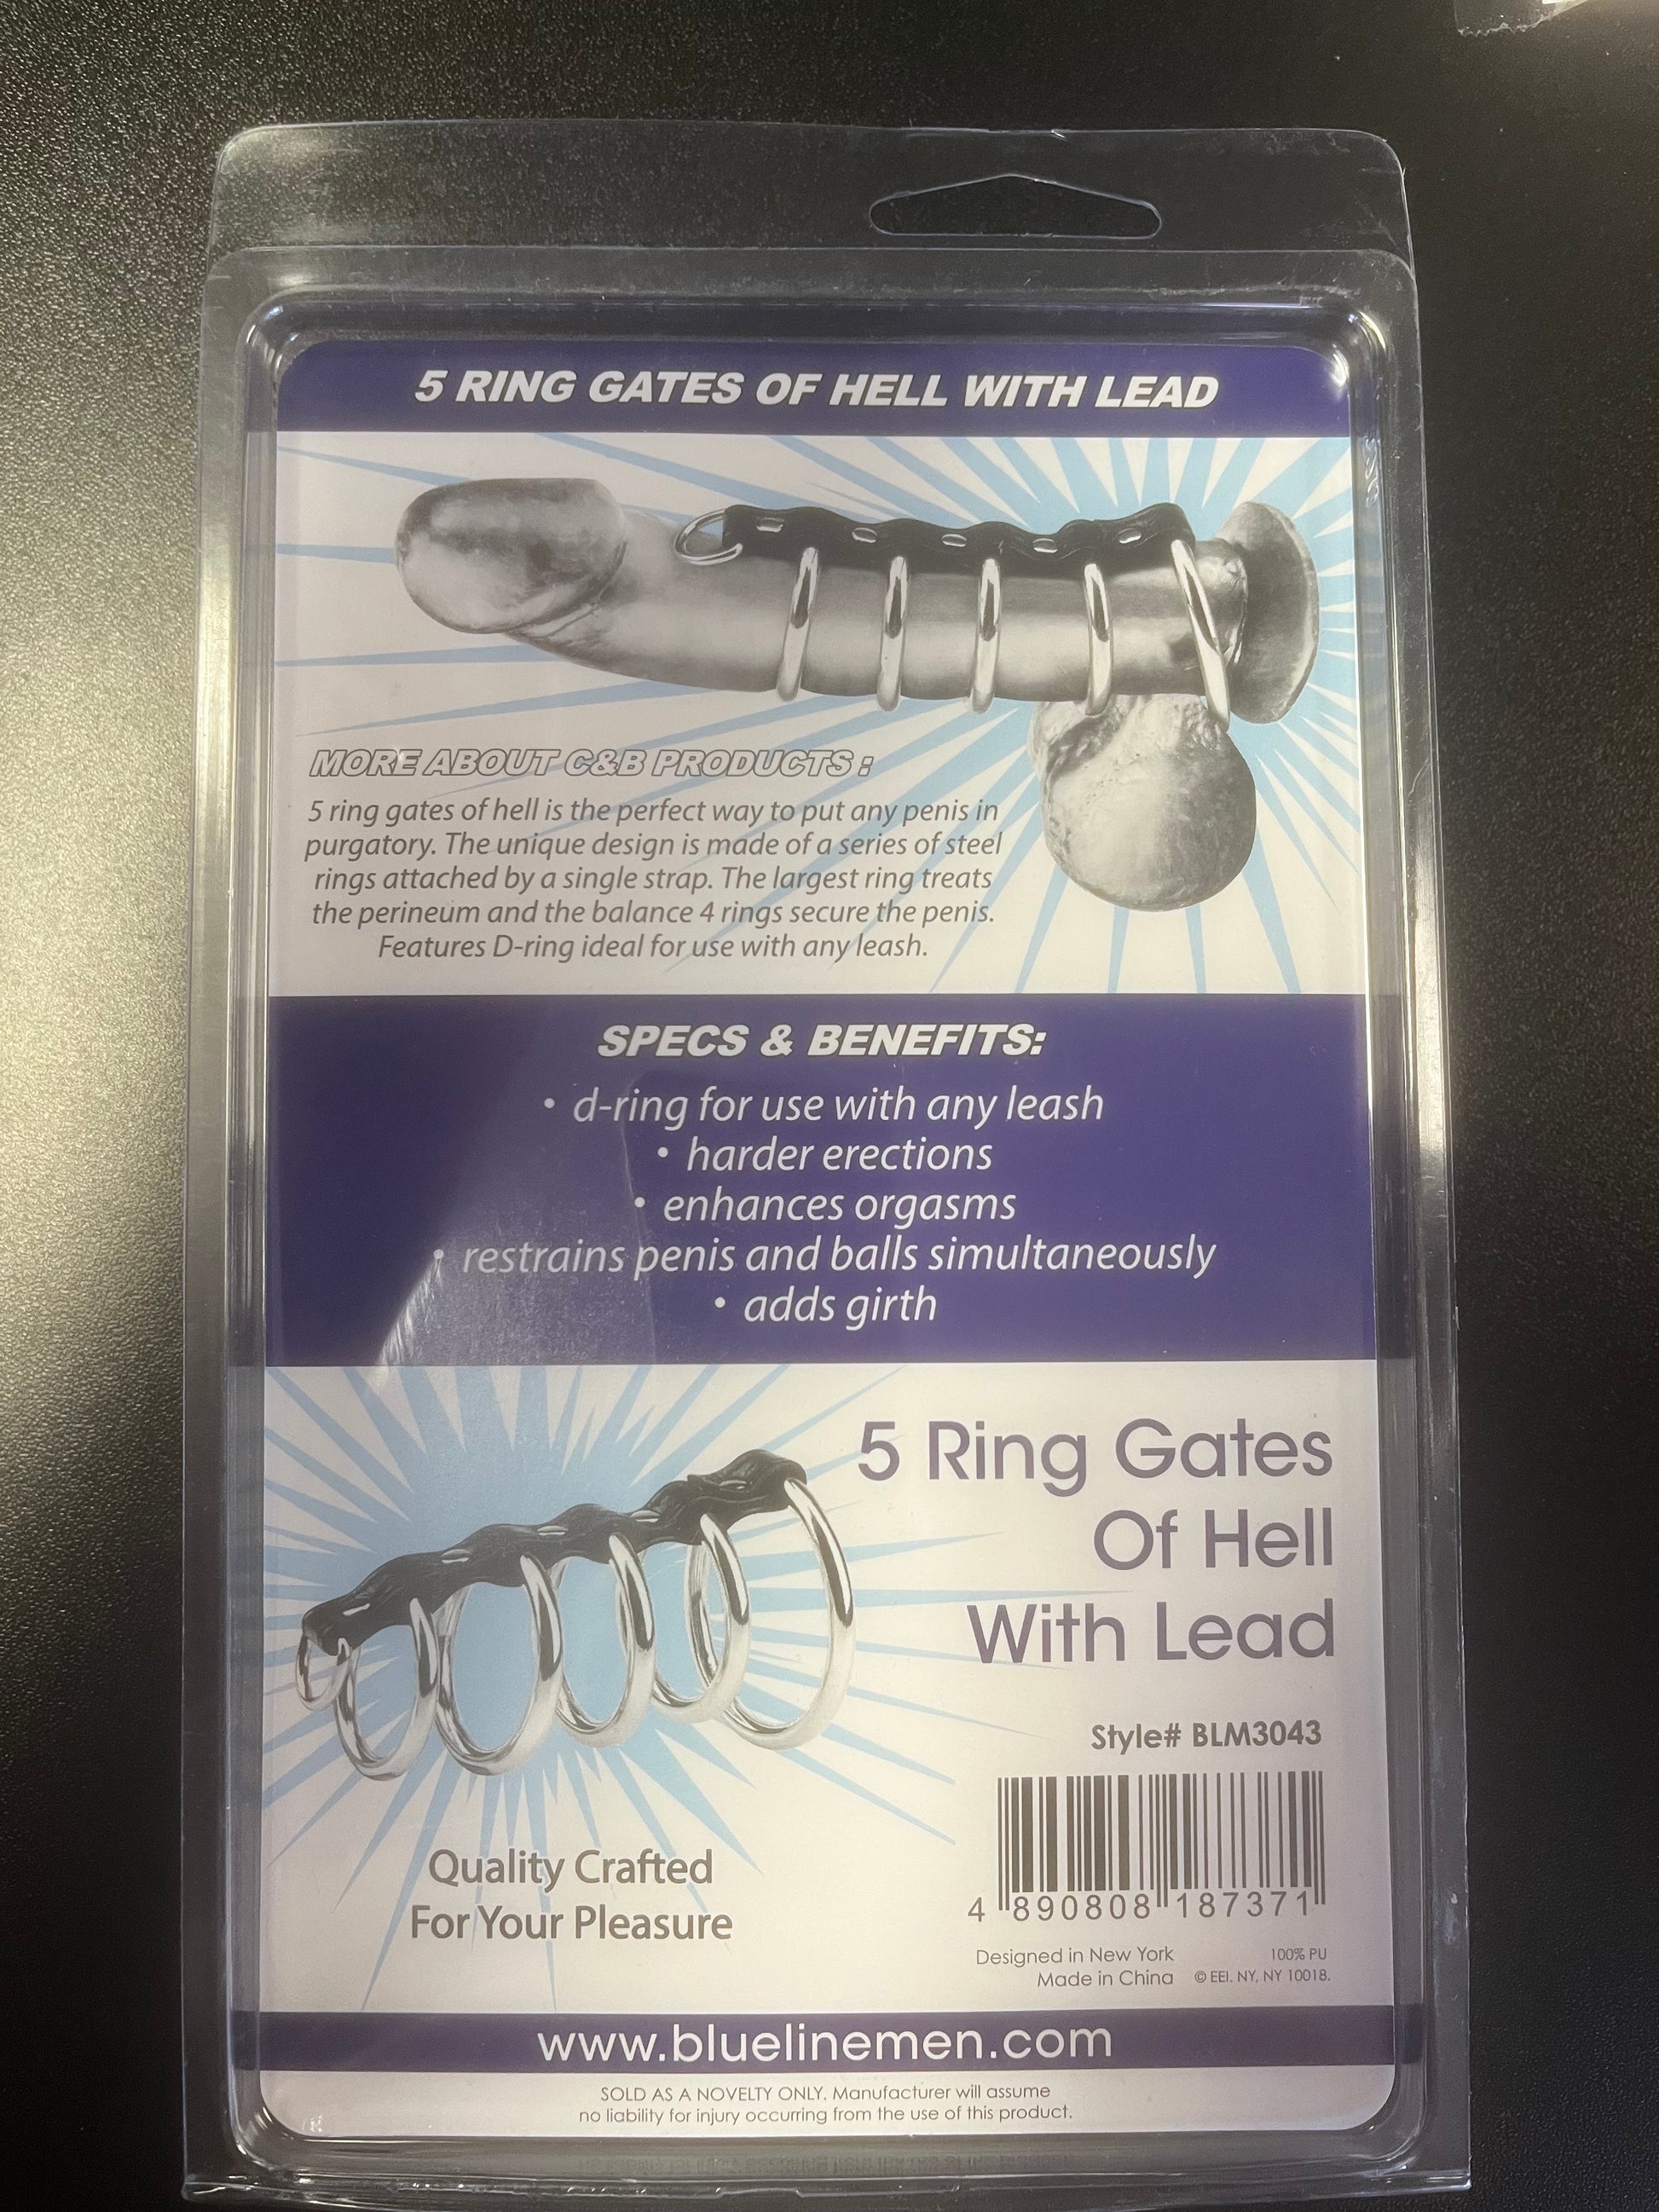 5 RING GATES OF HELL WITH LEAD
MORE ABOUT C&B PRODUCTS :
5 ring gates of hell is the perfect way to put any penis in
purgatory. The unique design is made of a series of steel
rings attached by a single strap. The largest ring treats
the perineum and the balance 4 rings secure the penis.
Features D-ring ideal for use with any leash.
SPECS & BENEFITS:
• d-ring for use with any leash
• harder erections
• enhances orgasms
• restrains penis and balls simultaneously
• adds girth
5 Ring Gates
Of Hell
With Lead
Style# BLM3043
4 890808 187371
Quality Crafted
For Your Pleasure
Designed in New York
Made in China
100% PU
© EEI. NY, NY 10018.
www.bluelinemen.com
SOLD AS A NOVELTY ONLY. Manufacturer will assume
no liability for injury occurring from the use of this product.